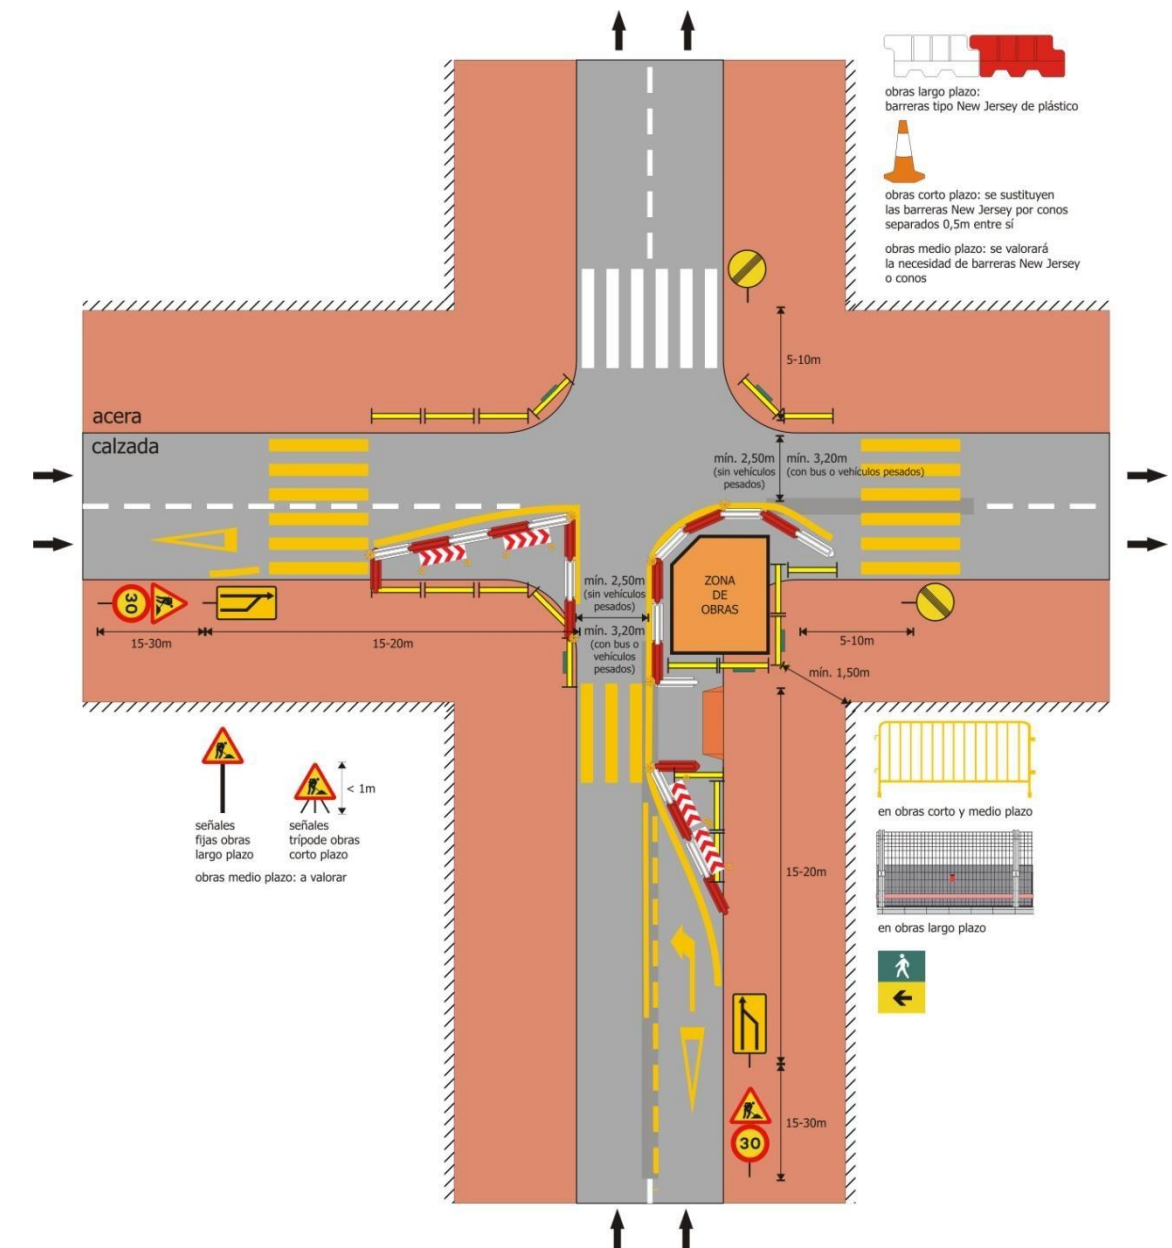 obras largo plazo:
barreras tipo New Jersey de plástico
obras corto plazo: se sustituyen
las barreras New Jersey por conos
separados 0,5m entre sí
obras medio plazo: se valorará
la necesidad de barreras New Jersey
o conos
5-10m
acera
calzada
mín. 2,50m
(sin vehículos
pesados)
mín. 3,20m
(con bus o vehículos pesados)
mín. 2,50m
(sin vehículos
pesados)
mín. 3,20m
(con bus o
vehículos
pesados)
ZONA
DE
OBRAS
30
15-30m
15-20m
5-10m
mín. 1,50m
< 1m
señales
fijas obras
largo plazo
señales
trípode obras
corto plazo
obras medio plazo: a valorar
en obras corto y medio plazo
15-20m
en obras largo plazo
15-30m
30